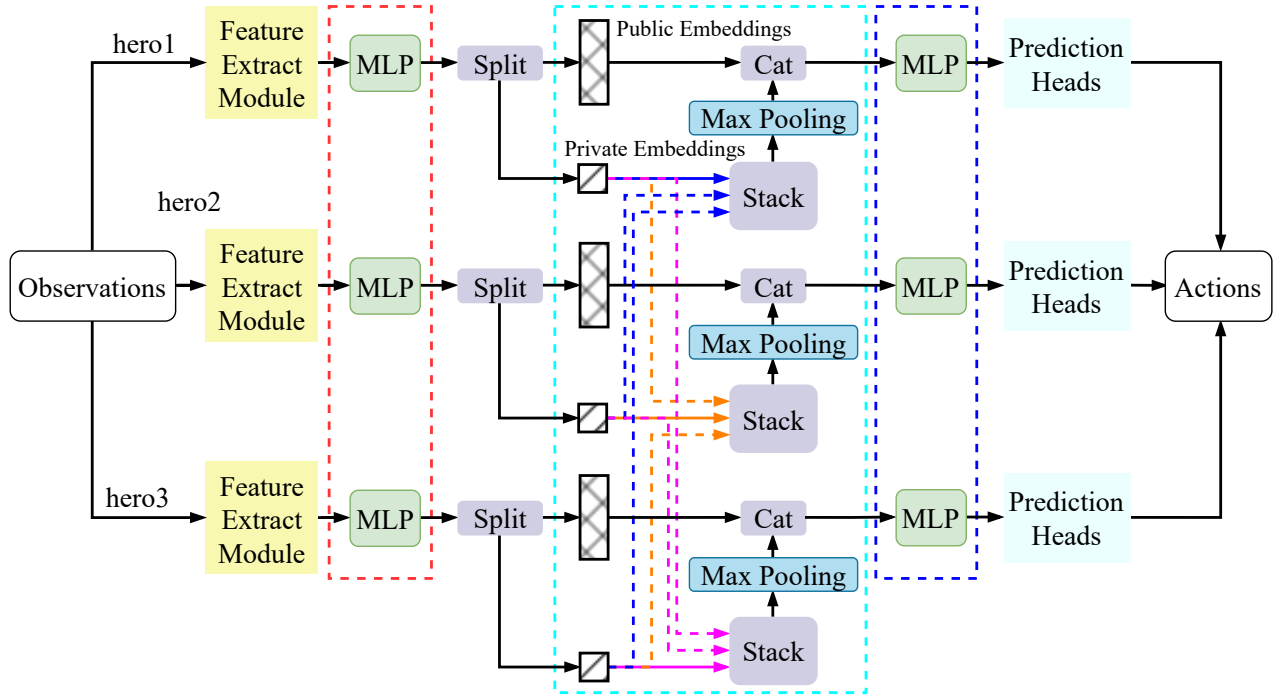 hero1
Feature
Extract
Module
MLP
Split
Public Embeddings
Cat
Max Pooling
MLP
Prediction
Heads
Private Embeddings
Stack
hero2
Observations
Feature
Extract
Module
MLP
Split
Cat
Max Pooling
Stack
MLP
Prediction
Heads
Actions
hero3
Feature
Extract
Module
MLP
Split
Cat
Max Pooling
Stack
MLP
Prediction
Heads